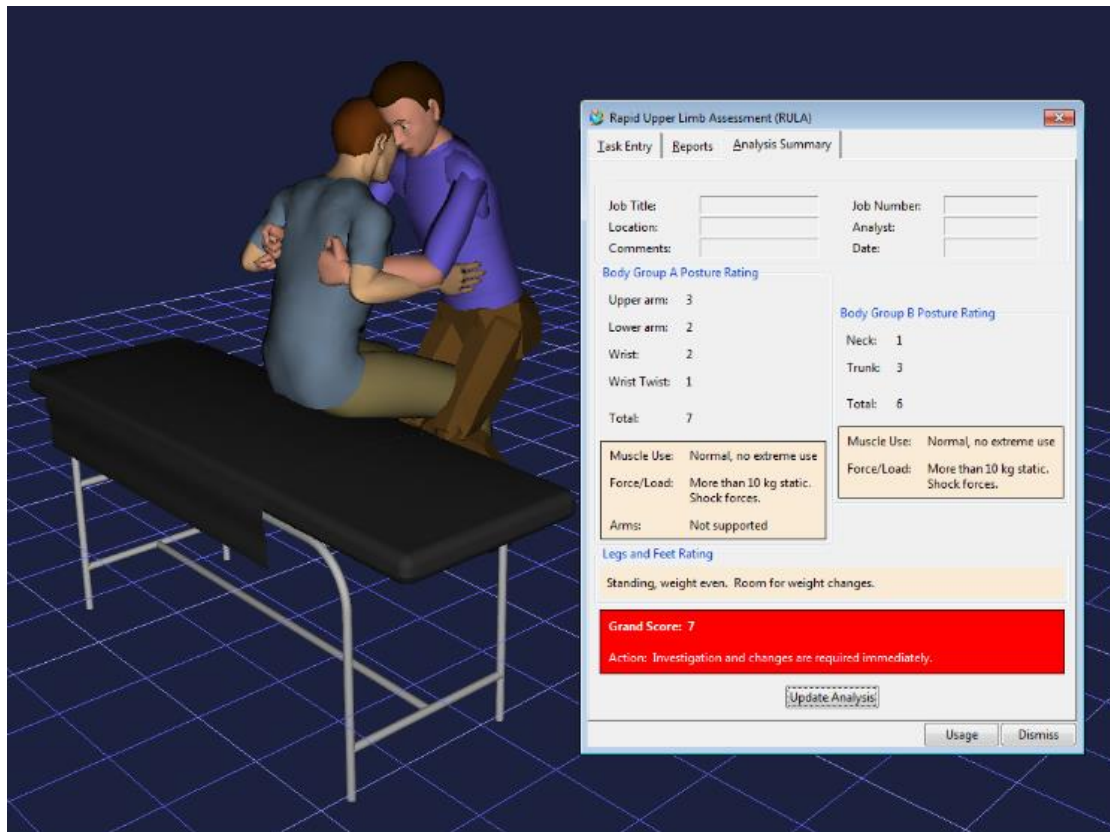 Rapid Upper Limb Assessment (RULA)
Task Entry Reports Analysis Summary
Job Title: Job Number:
Location: Analyst:
Comments: Date:
Body Group A Posture Rating
Upper arm: 3
Lower arm: 2
Wrist: 2
Wrist Twist: 1
Total: 7
Muscle Use: Normal, no extreme use
Force/Load: More than 10 kg static.
Shock forces.
Arms: Not supported
Body Group B Posture Rating
Neck: 1
Trunk: 3
Total: 6
Muscle Use: Normal, no extreme use
Force/Load: More than 10 kg static.
Shock forces.
Legs and Feet Rating
Standing, weight even. Room for weight changes.
Grand Score: 7
Action: Investigation and changes are required immediately.
Update Analysis
Usage Dismiss